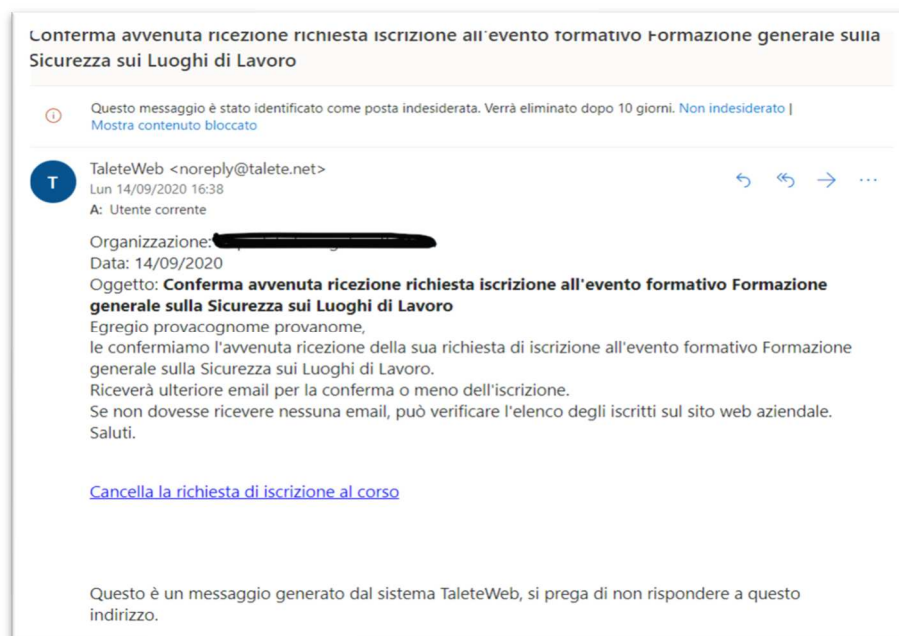 Conferma avvenuta ricezione richiesta iscrizione all'evento formativo Formazione generale sulla
Sicurezza sui Luoghi di Lavoro
Questo messaggio è stato identificato come posta indesiderata. Verrà eliminato dopo 10 giorni. Non indesiderato |
Mostra contenuto bloccato
T
TaleteWeb <noreply@talete.net>
Lun 14/09/2020 16:38
A: Utente corrente
Organizzazione:
Data: 14/09/2020
Oggetto: Conferma avvenuta ricezione richiesta iscrizione all'evento formativo Formazione
generale sulla Sicurezza sui Luoghi di Lavoro
Egregio provacognome provanome,
le confermiamo l'avvenuta ricezione della sua richiesta di iscrizione all'evento formativo Formazione
generale sulla Sicurezza sui Luoghi di Lavoro.
Riceverà ulteriore email per la conferma o meno dell'iscrizione.
Se non dovesse ricevere nessuna email, può verificare l'elenco degli iscritti sul sito web aziendale.
Saluti.
Cancella la richiesta di iscrizione al corso
Questo è un messaggio generato dal sistema TaleteWeb, si prega di non rispondere a questo
indirizzo.